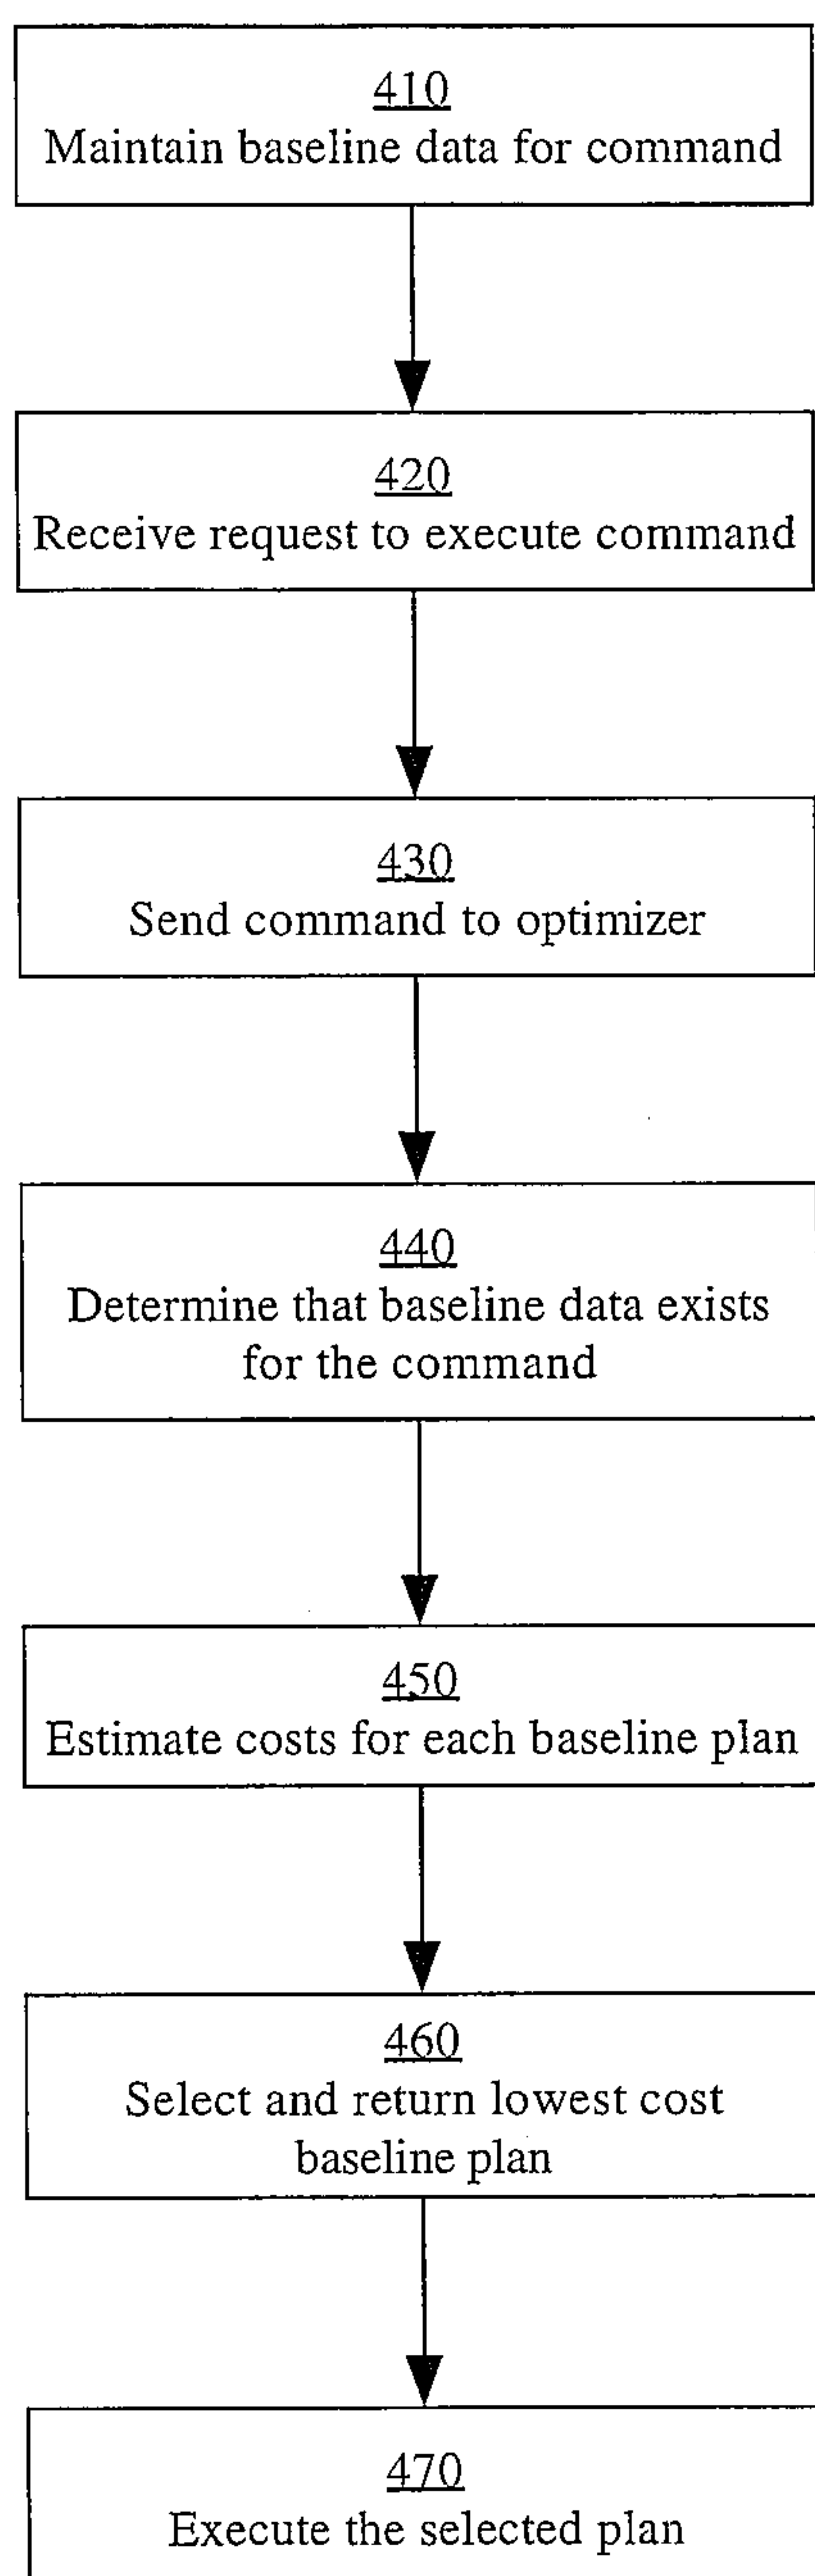 410
Maintain baseline data for command
420
Receive request to execute command
430
Send command to optimizer
440
Determine that baseline data exists
for the command
450
Estimate costs for each baseline plan
460
Select and return lowest cost
baseline plan
470
Execute the selected plan